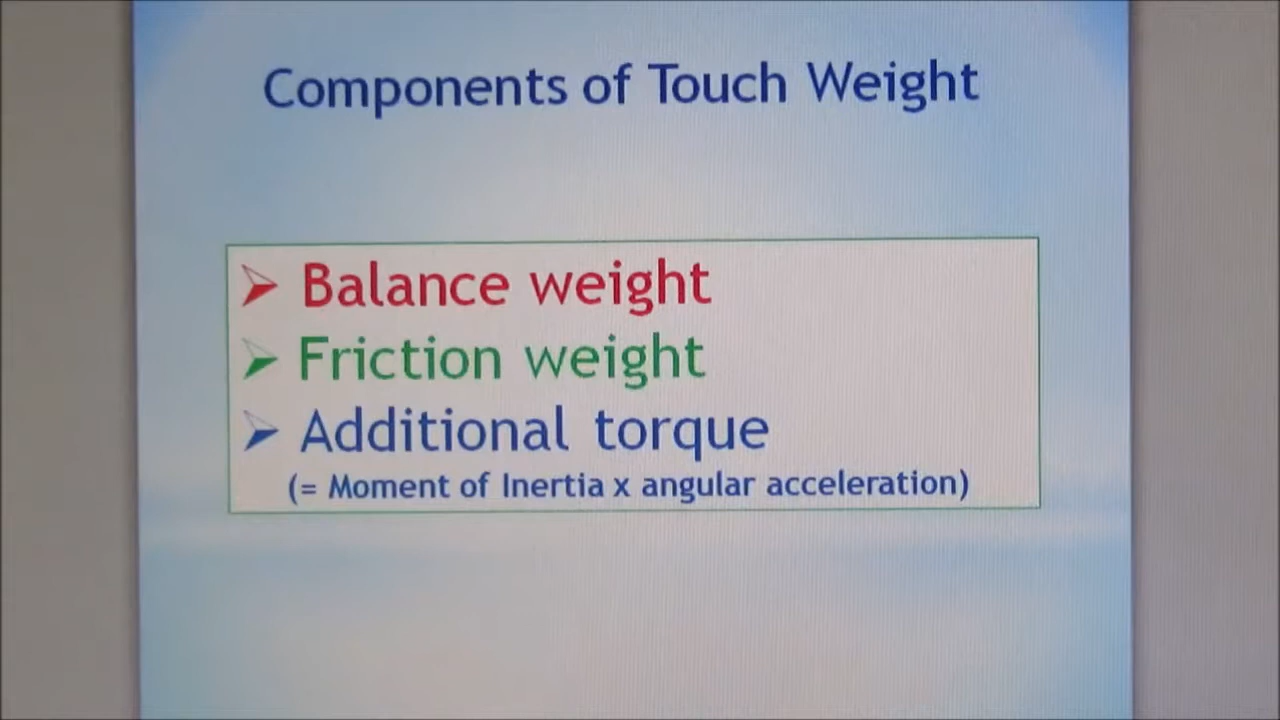 Components of Touch Weight
Balance weight
Friction weight
Additional torque
(= Moment of Inertia x angular acceleration)